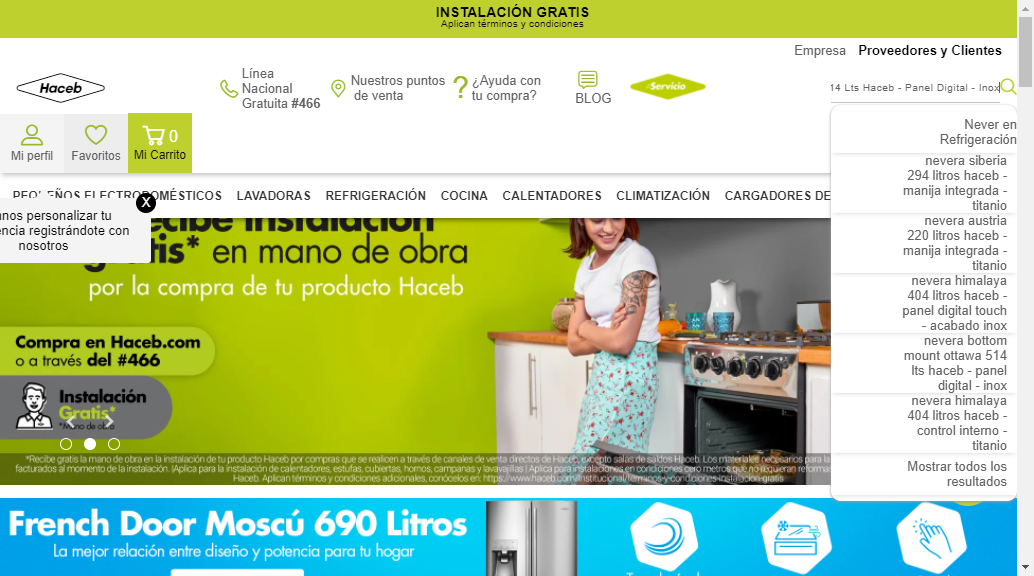 INSTALACIÓN GRATIS
Aplican términos y condiciones
Empresa
Proveedores y Clientes
Haceb
Línea
Nacional
Gratuita #466
Nuestros puntos
de venta
¿Ayuda con
tu compra?
BLOG
Servicio
14 Lts Haceb - Panel Digital - Inox
Mi perfil
Favoritos
0
Mi Carrito
Never en
Refrigeración
nevera siberia
294 litros haceb -
manija integrada -
titanio
nevera austria
220 litros haceb -
manija integrada -
titanio
nevera himalaya
404 litros haceb -
panel digital touch
- acabado inox
nevera bottom
mount ottawa 514
lts haceb - panel
digital - inox
nevera himalaya
404 litros haceb -
control interno -
titanio
Mostrar todos los
resultados
PEQUEÑOS ELECTRODOMÉSTICOS
LAVADORAS
REFRIGERACIÓN
COCINA
CALENTADORES
CLIMATIZACIÓN
CARGADORES DE
X
nos personalizar tu
encia registrándote con
nosotros
Recibe instalación
gratis* en mano de obra
por la compra de tu producto Haceb
Compra en Haceb.com
o a través del #466
Instalación
Gratis*
*Mano de obra
*Recibe gratis la mano de obra en la instalación de tu producto Haceb por compras que se realicen a través de canales de venta directos de Haceb, excepto salas de saldos Haceb. Los materiales necesarios para la
facturados al momento de la instalación. |Aplica para la instalación de calentadores, estufas, cubiertas, hornos, campanas y lavavajillas | Aplica para instalaciones en condiciones cero metros que no requieran reformas
Haceb. Aplican términos y condiciones adicionales, conócelos en: https://www.haceb.com/institucional/terminos-y-condiciones-instalacion-gratis
French Door Moscú 690 Litros
La mejor relación entre diseño y potencia para tu hogar